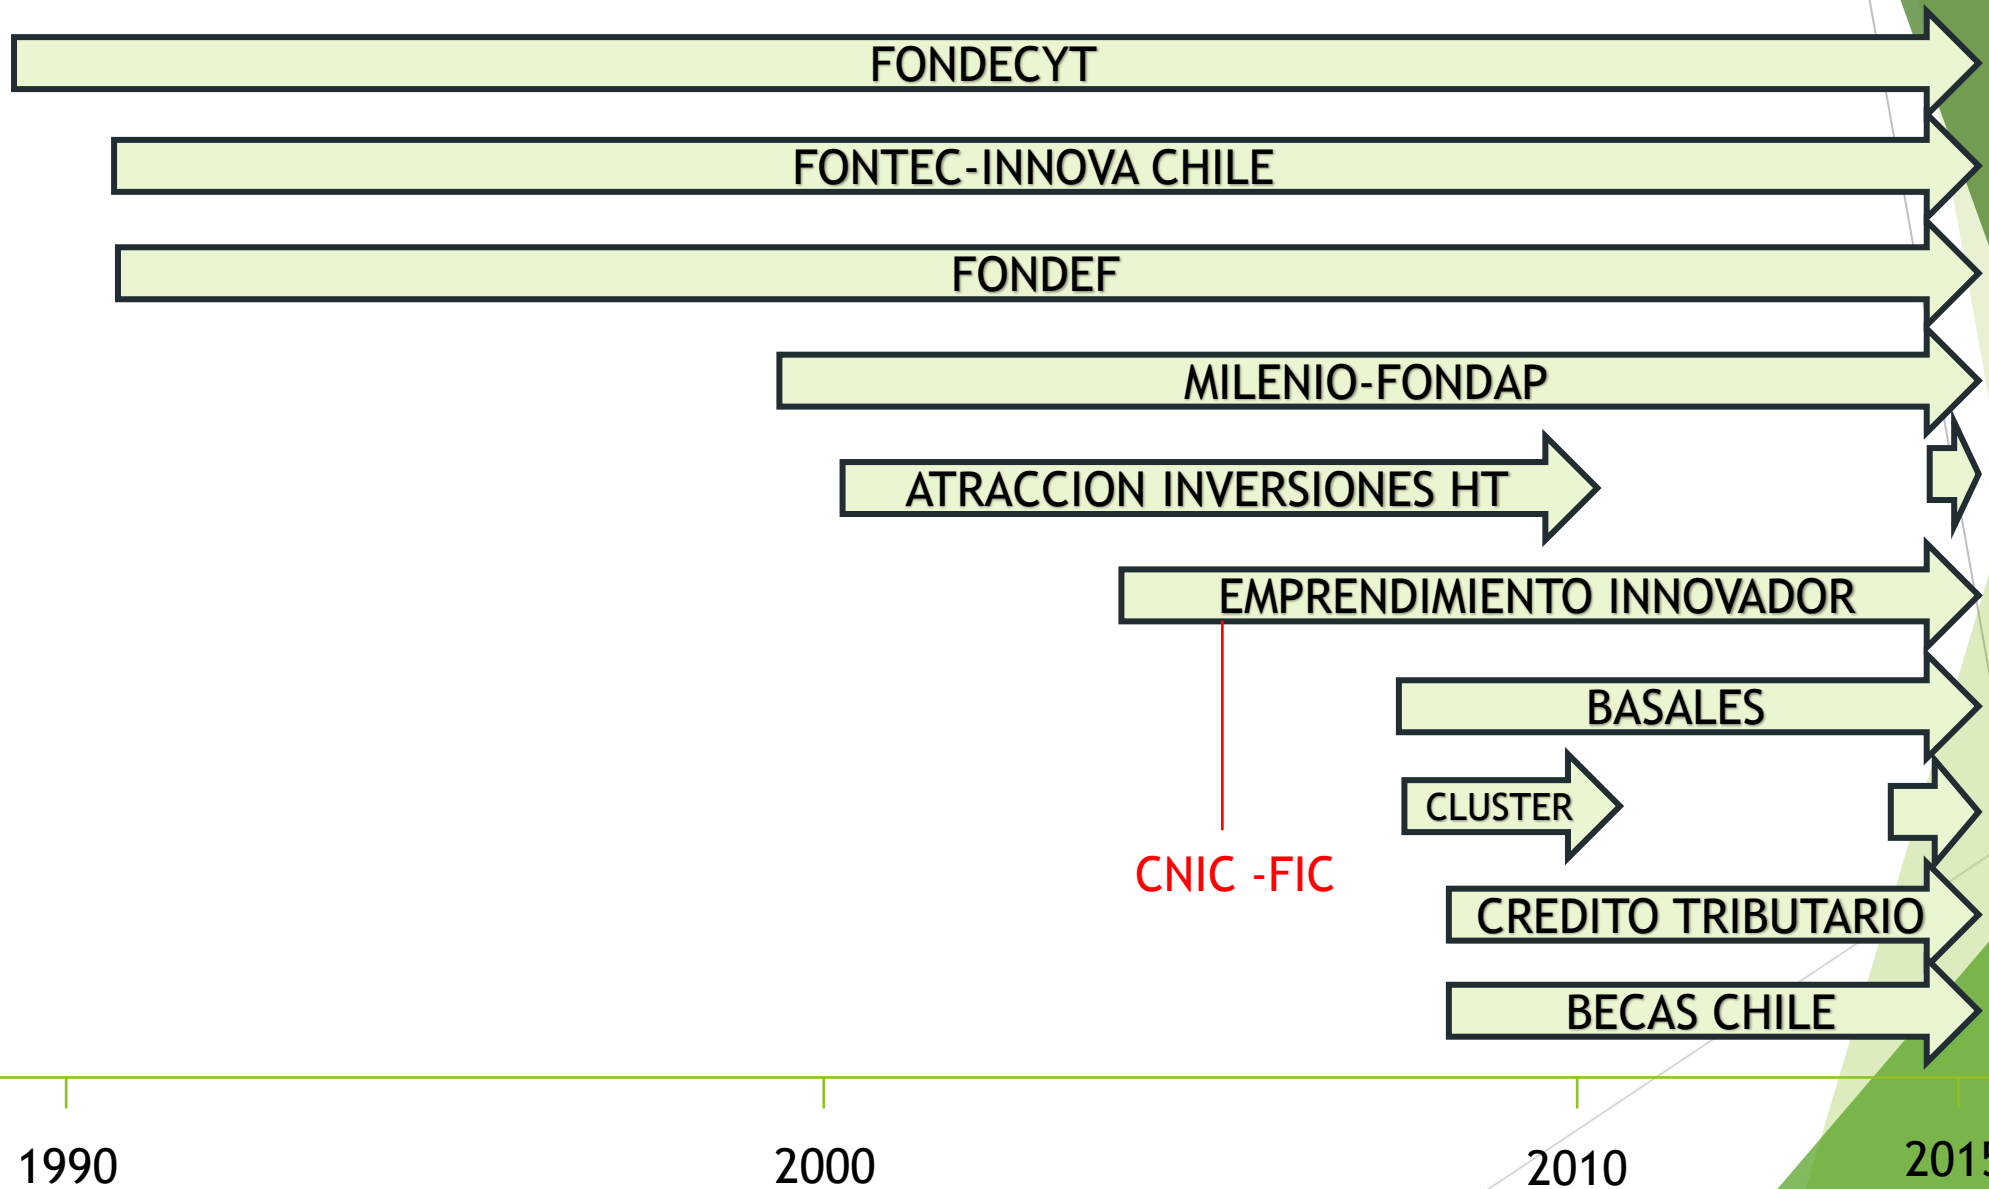 FONDECYT
FONTEC-INNOVA CHILE
FONDEF
MILENIO-FONDAP
ATRACCION INVERSIONES HT
EMPRENDIMIENTO INNOVADOR
BASALES
CLUSTER
CNIC -FIC
CREDITO TRIBUTARIO
BECAS CHILE
1990 2000 2010 2015